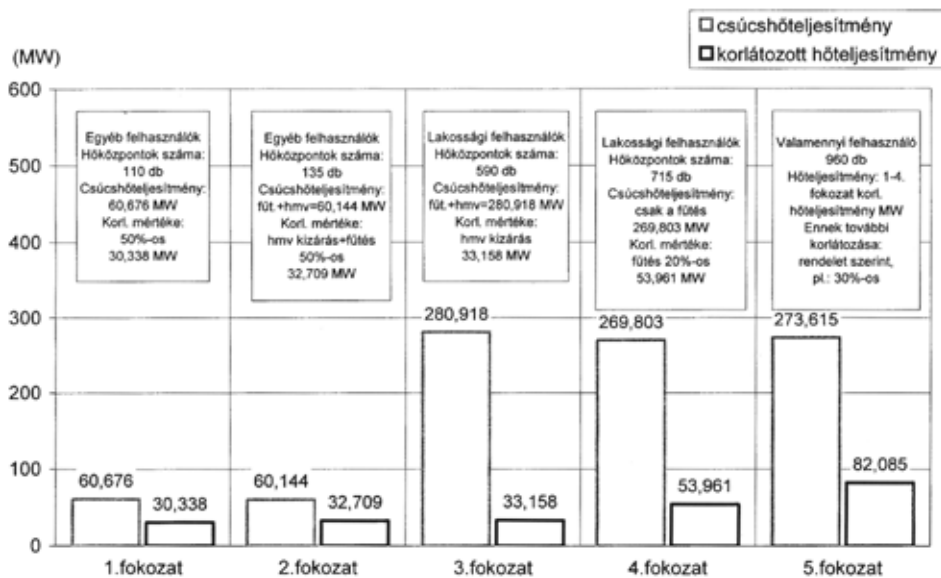 csúcshőteljesítmény
korlátozott hőteljesítmény
(MW)
600
500
400
300
200
100
0
Egyéb felhasználók
Hőközpontok száma:
110 db
Csúcshőteljesítmény:
60,676 MW
Korl. mértéke:
50%-os
30,338 MW
Egyéb felhasználók
Hőközpontok száma:
135 db
Csúcshőteljesítmény:
fűt.+hmv=60,144 MW
Korl. mértéke:
hmv kizárás+fűtés
50%-os
32,709 MW
Lakossági felhasználók
Hőközpontok száma:
590 db
Csúcshőteljesítmény:
fűt.+hmv=280,918 MW
Korl. mértéke:
hmv kizárás
33,158 MW
Lakossági felhasználók
Hőközpontok száma:
715 db
Csúcshőteljesítmény:
csak a fűtés
269,803 MW
Korl. mértéke:
fűtés 20%-os
53,961 MW
Valamennyi felhasználó
960 db
Hőteljesítmény: 1-4.
fokozat korl.
hőteljesítmény MW
Ennek további
korlátozása:
rendelet szerint,
pl.: 30%-os
60,676
30,338
60,144
32,709
280,918
33,158
269,803
53,961
273,615
82,085
1.fokozat
2.fokozat
3.fokozat
4.fokozat
5.fokozat